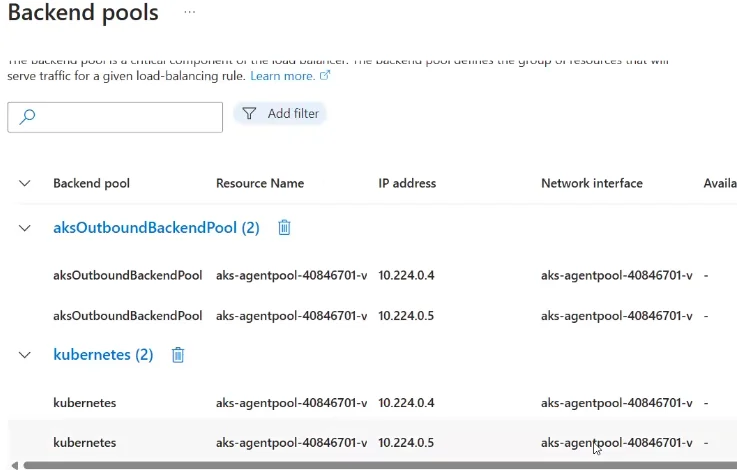 Backend pools ...
The backend pool is a critical component of the load balancer. The backend pool defines the group of resources that will
serve traffic for a given load-balancing rule. Learn more.
Add filter
Backend pool Resource Name IP address Network interface Availa
aksOutboundBackendPool (2)
aksOutboundBackendPool aks-agentpool-40846701-v 10.224.0.4 aks-agentpool-40846701-v -
aksOutboundBackendPool aks-agentpool-40846701-v 10.224.0.5 aks-agentpool-40846701-v -
kubernetes (2)
kubernetes aks-agentpool-40846701-v 10.224.0.4 aks-agentpool-40846701-v -
kubernetes aks-agentpool-40846701-v 10.224.0.5 aks-agentpool-40846701-v -